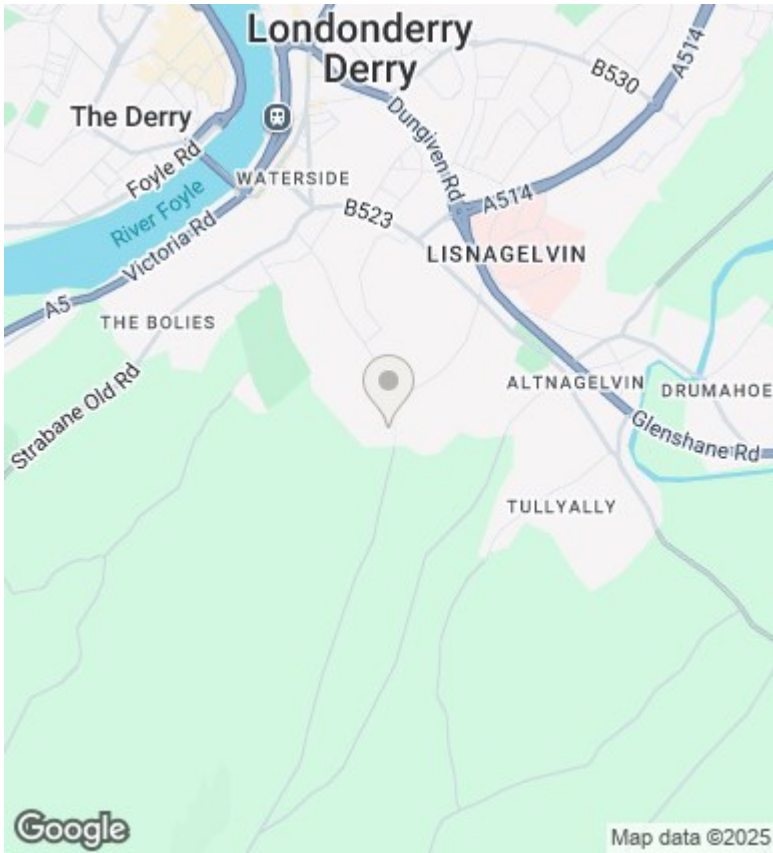 Londonderry
Derry
B530
A514
The Derry
Dungiven Rd
Foyle Rd
WATERSIDE
A514
River Foyle
B523
Victoria Rd
LISNAGELVIN
A5
THE BOLIES
ALTNAGELVIN
DRUMAHOE
Strabane Old Rd
Glenshane Rd
TULLYALLY
Google
Map data ©2025